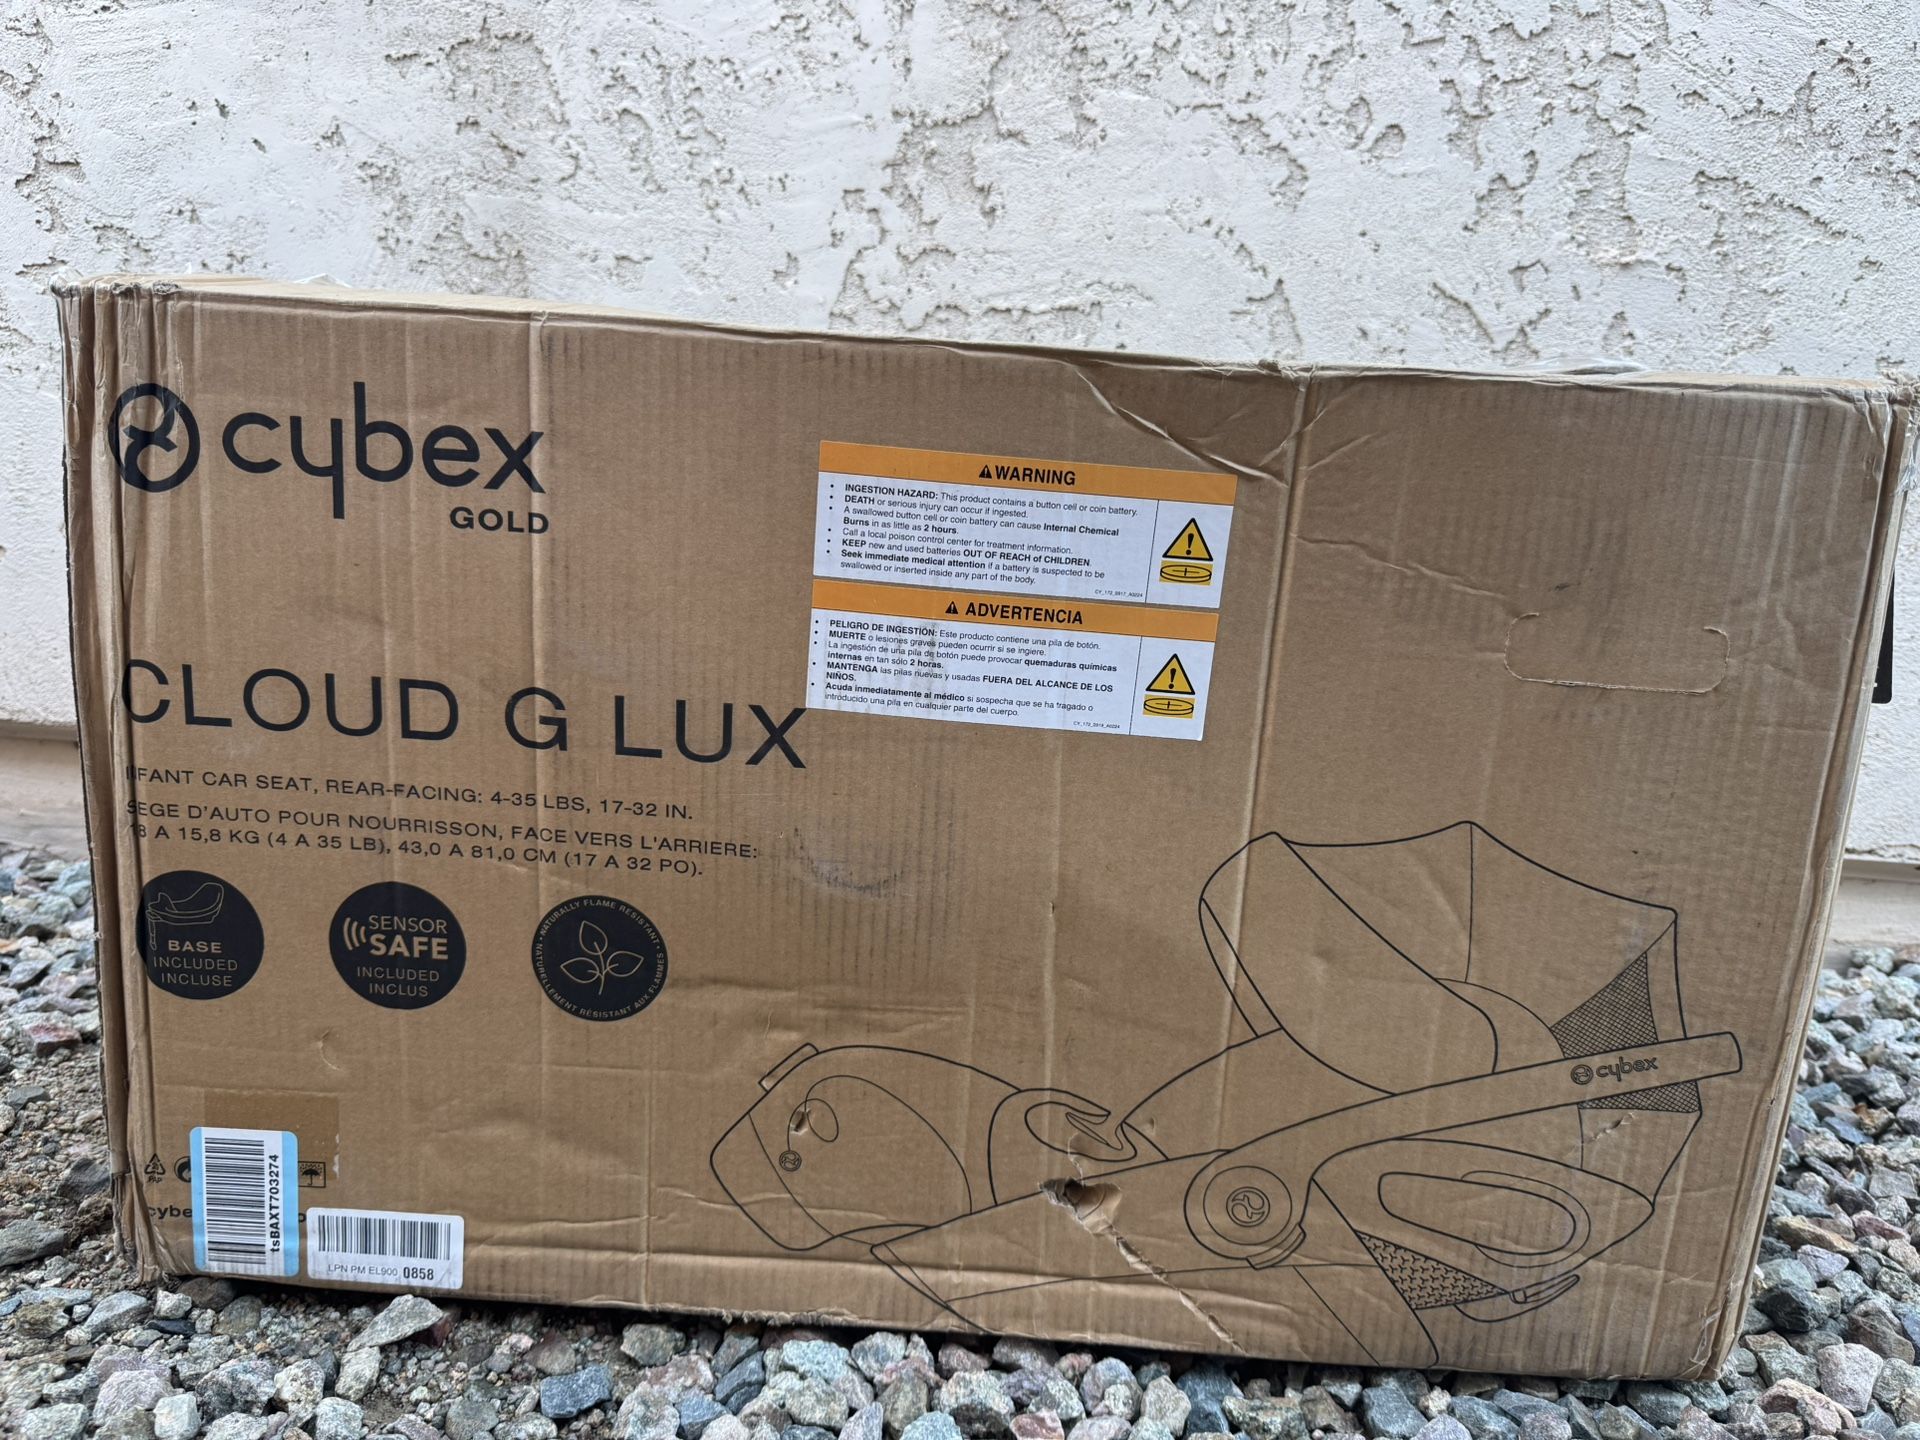 cybex
GOLD
CLOUD G LUX
INFANT CAR SEAT, REAR-FACING: 4-35 LBS, 17-32 IN.
SIEGE D'AUTO POUR NOURRISSON, FACE VERS L'ARRIERE:
A 15,8 KG (4 A 35 LB), 43,0 A 81,0 CM (17 A 32 PO).
BASE
INCLUDED
INCLUSE
SENSOR
SAFE
INCLUDED
INCLUS
NATURALLY FLAME RESISTANT
NATURELLEMENT RÉSISTANT AUX FLAMMES
WARNING
• INGESTION HAZARD: This product contains a button cell or coin battery.
• DEATH or serious injury can occur if ingested.
• A swallowed button cell or coin battery can cause Internal Chemical
Burns in as little as 2 hours.
• Call a local poison control center for treatment information.
• KEEP new and used batteries OUT OF REACH of CHILDREN.
• Seek immediate medical attention if a battery is suspected to be
swallowed or inserted inside any part of the body.
ADVERTENCIA
• PELIGRO DE INGESTIÓN: Este producto contiene una pila de botón.
• MUERTE o lesiones graves pueden ocurrir si se ingiere.
• La ingestión de una pila de botón puede provocar quemaduras químicas
internas en tan sólo 2 horas.
• MANTENGA las pilas nuevas y usadas FUERA DEL ALCANCE DE LOS
NIÑOS.
• Acuda inmediatamente al médico si sospecha que se ha tragado o
introducido una pila en cualquier parte del cuerpo.
cybex
PAP
cybe
tsBAXT703274
LPN PM EL900 0858